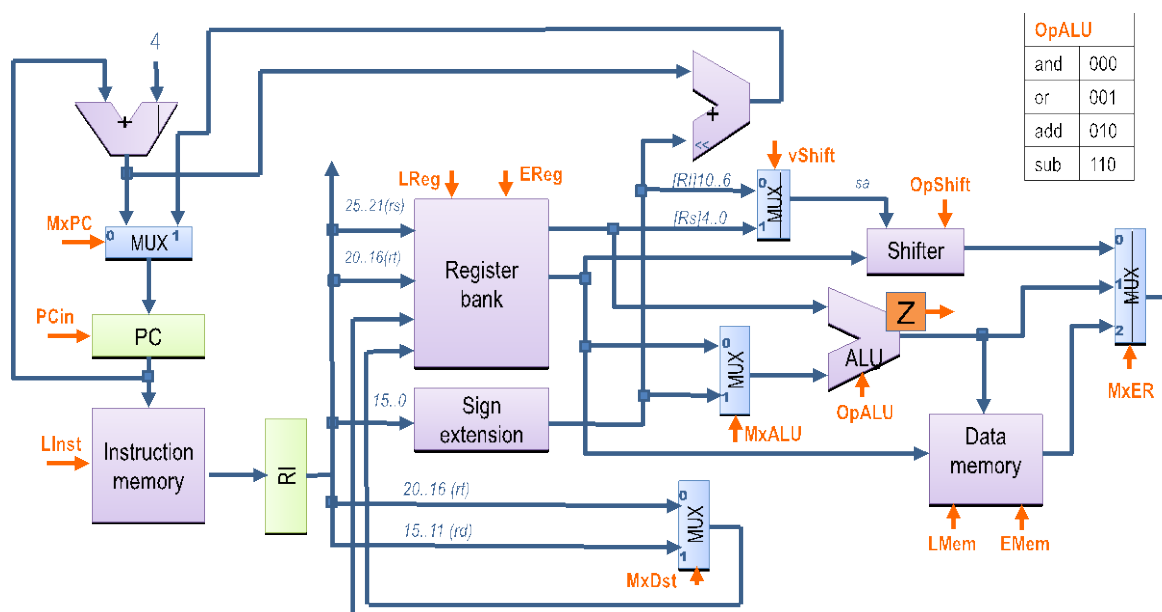 4
OpALU
and 000
or 001
add 010
sub 110
+
+
<<
MxPC
0 MUX 1
PCin
PC
LInst
Instruction
memory
RI
25..21(rs)
20..16(rt)
15..0
20..16 (rt)
15..11 (rd)
LReg
EReg
Register
bank
Sign
extension
[RI]10..6
[Rs]4..0
vShift
0
MUX
1
sa
OpShift
Shifter
0
MUX
1
MxALU
ALU
Z
OpALU
Data
memory
LMem
EMem
0
1
MUX
2
MxER
0
MUX
1
MxDst